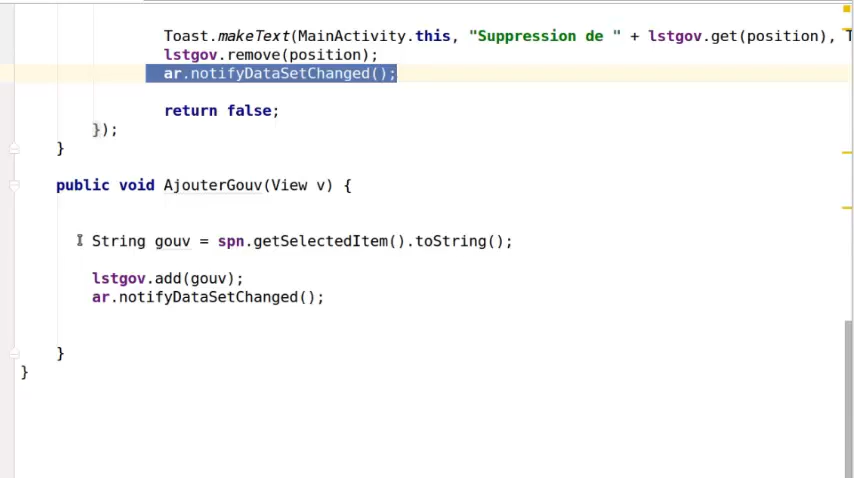 Toast.makeText(MainActivity.this, "Suppression de " + lstgov.get(position), T
lstgov.remove(position);
ar.notifyDataSetChanged();
return false;
});
}
public void AjouterGouv(View v) {
String gouv = spn.getSelectedItem().toString();
lstgov.add(gouv);
ar.notifyDataSetChanged();
}
}